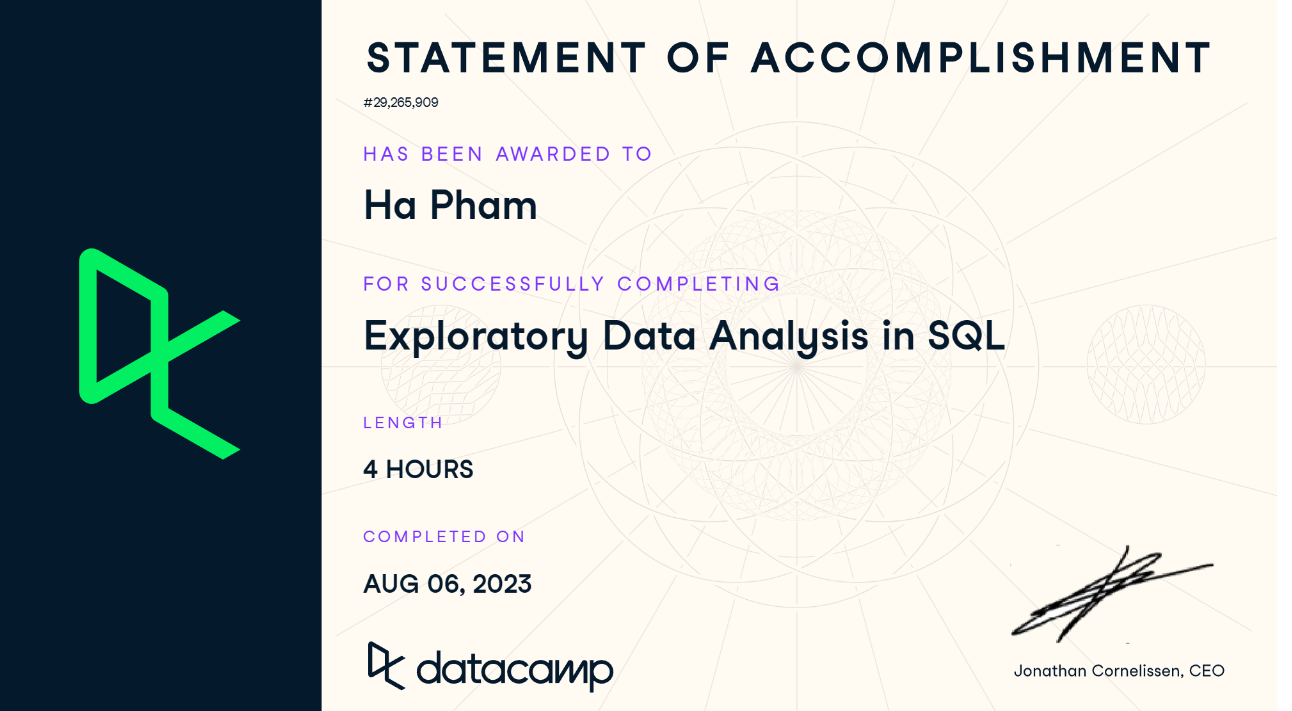 STATEMENT OF ACCOMPLISHMENT
#29,265,909
HAS BEEN AWARDED TO
Ha Pham
FOR SUCCESSFULLY COMPLETING
Exploratory Data Analysis in SQL
LENGTH
4 HOURS
COMPLETED ON
AUG 06, 2023
datacamp
Jonathan Cornelissen, CEO